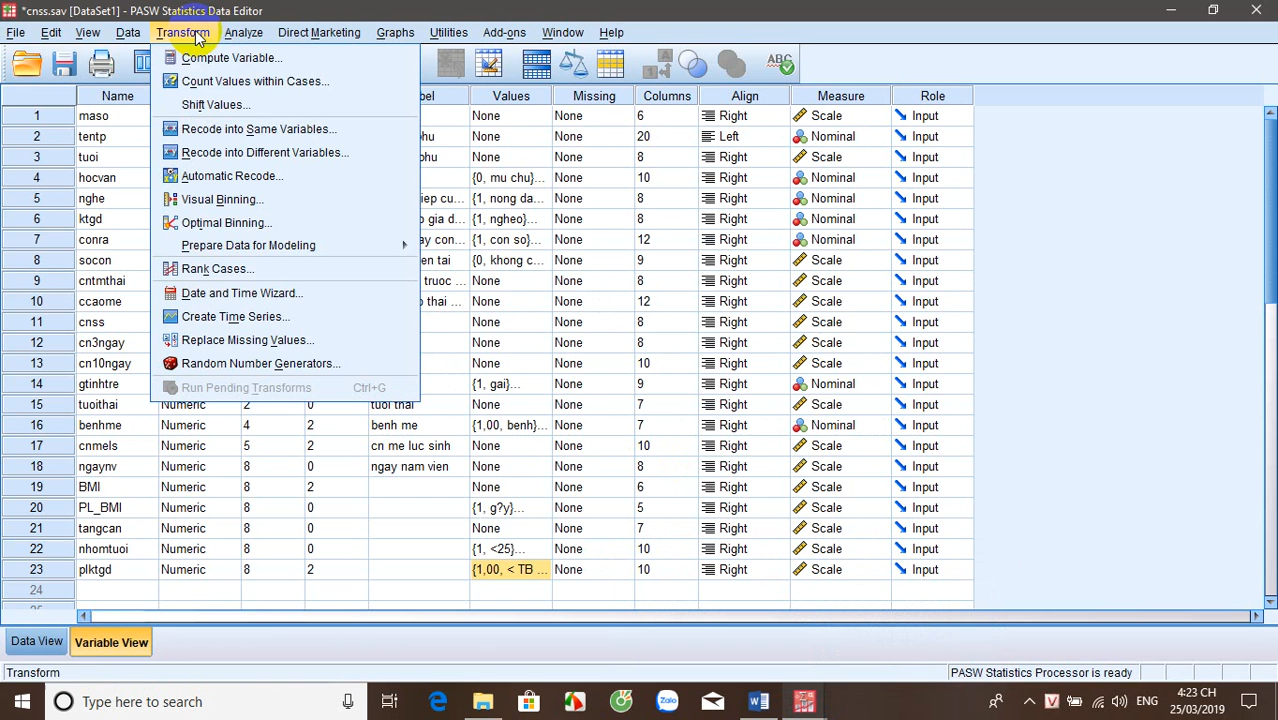 *cnss.sav [DataSet1] - PASW Statistics Data Editor
File Edit View Data Transform Analyze Direct Marketing Graphs Utilities Add-ons Window Help
Compute Variable...
Count Values within Cases...
Shift Values...
Recode into Same Variables...
Recode into Different Variables...
Automatic Recode...
Visual Binning...
Optimal Binning...
Prepare Data for Modeling
Rank Cases...
Date and Time Wizard...
Create Time Series...
Replace Missing Values...
Random Number Generators...
Run Pending Transforms Ctrl+G
Name Values Missing Columns Align Measure Role
1 maso None None 6 Right Scale Input
2 tentp None None 20 Left Nominal Input
3 tuoi None None 8 Right Scale Input
4 hocvan {0, mu chu}... None 10 Right Nominal Input
5 nghe {1, nong da... None 8 Right Nominal Input
6 ktgd {1, ngheo}... None 8 Right Nominal Input
7 conra {1, con so}... None 12 Right Nominal Input
8 socon {0, khong c... None 9 Right Scale Input
9 cntmthai None None 8 Right Scale Input
10 ccaome None None 12 Right Scale Input
11 cnss None None 8 Right Scale Input
12 cn3ngay None None 8 Right Scale Input
13 cn10ngay None None 10 Right Scale Input
14 gtinhtre {1, gai}... None 9 Right Nominal Input
15 tuoithai Numeric 2 0 tuoi thai None None 7 Right Scale Input
16 benhme Numeric 4 2 benh me {1,00, benh}... None 7 Right Nominal Input
17 cnmels Numeric 5 2 cn me luc sinh None None 10 Right Scale Input
18 ngaynv Numeric 8 0 ngay nam vien None None 8 Right Scale Input
19 BMI Numeric 8 2 None None 6 Right Scale Input
20 PL_BMI Numeric 8 0 {1, g?y}... None 5 Right Scale Input
21 tangcan Numeric 8 0 None None 7 Right Scale Input
22 nhomtuoi Numeric 8 0 {1, <25}... None 10 Right Scale Input
23 plktgd Numeric 8 2 {1,00, < TB ... None 10 Right Scale Input
24
Data View Variable View
Transform PASW Statistics Processor is ready
Type here to search Zalo V ENG 4:23 CH
25/03/2019